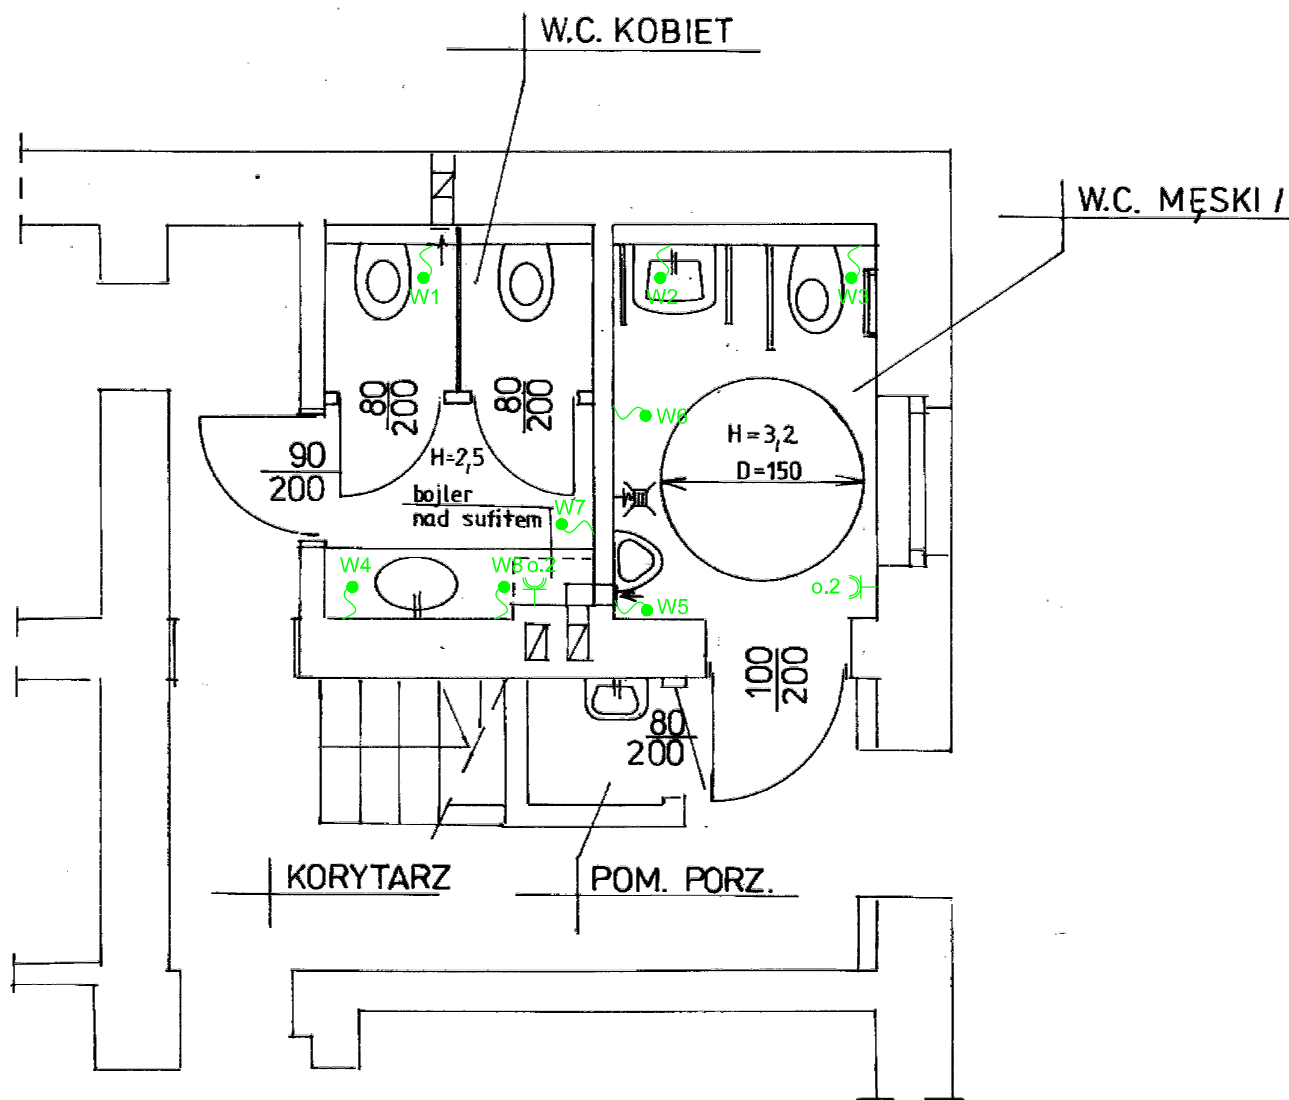 W.C. KOBIET
W.C. MĘSKI /
W1
W2
W3
80
200
80
200
W6
H=3,2
D=150
90
200
H=2,5
bojler
nad sufitem
W7
W4
W8
o.2
o.2
W5
100
200
80
200
KORYTARZ
POM. PORZ.